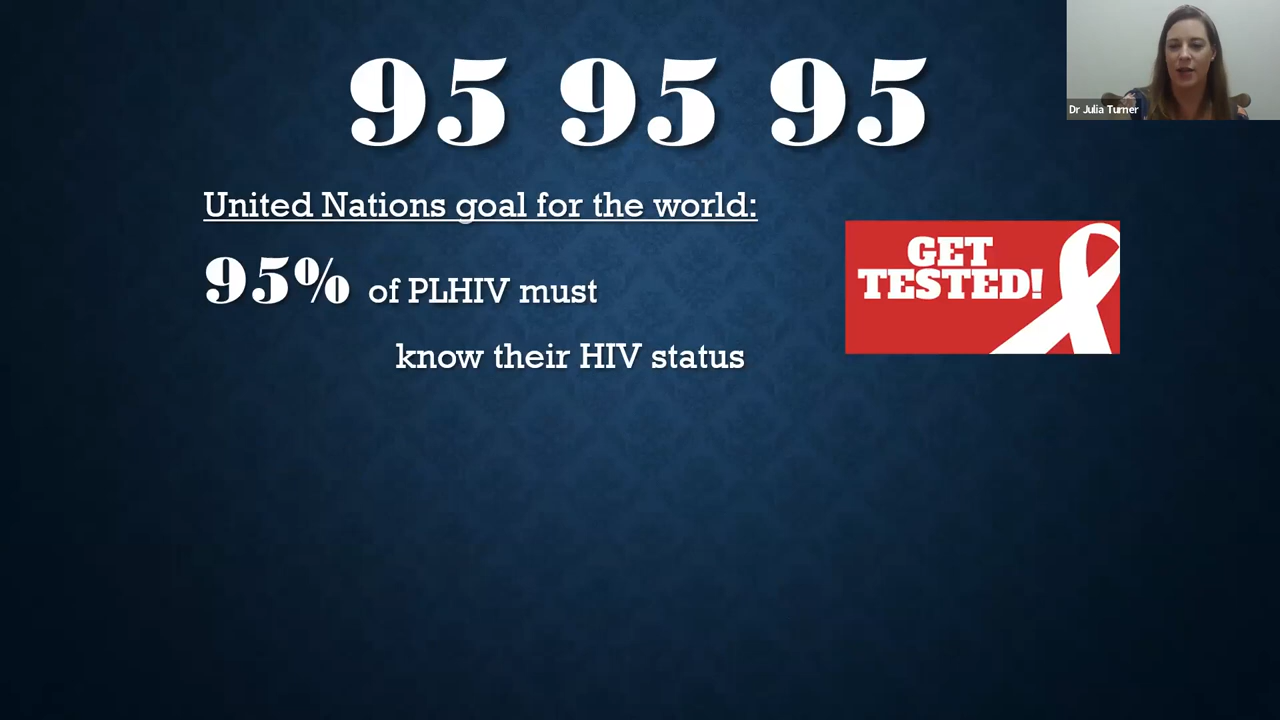 95 95 95
Dr Julia Turner
United Nations goal for the world:
95% of PLHIV must
know their HIV status
GET
TESTED!